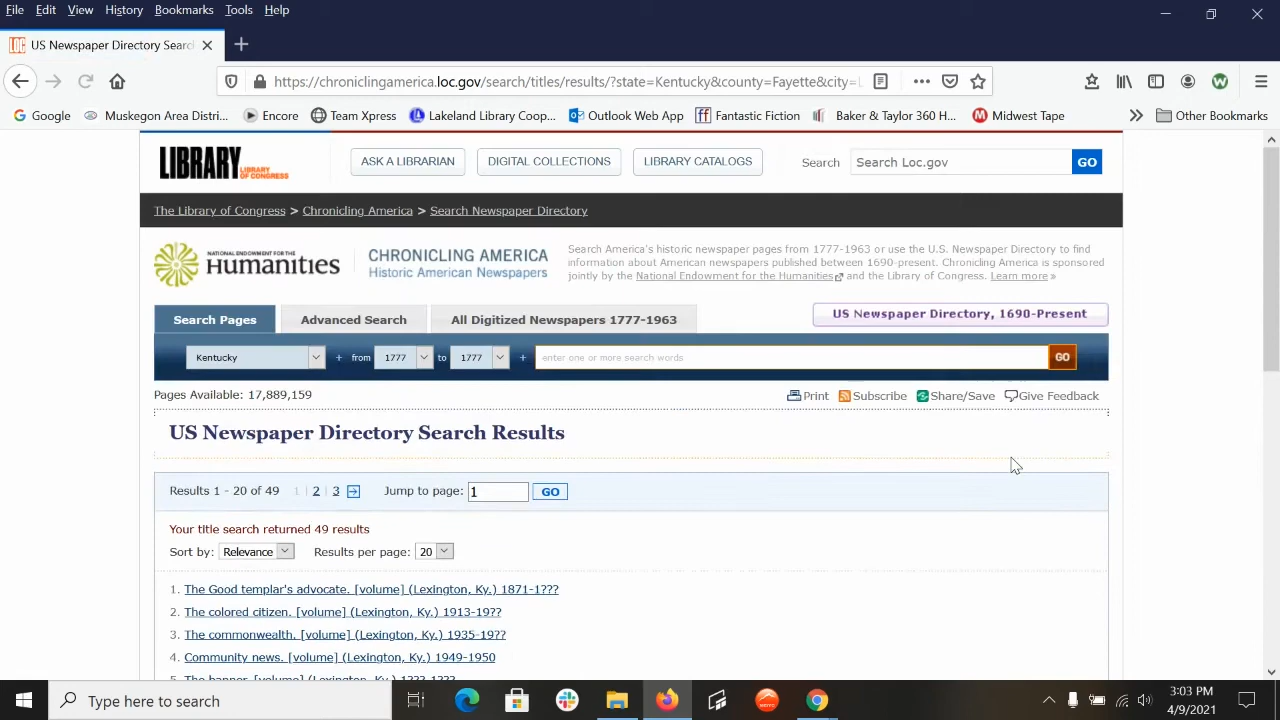 File Edit View History Bookmarks Tools Help
US Newspaper Directory Searc
https://chroniclingamerica.loc.gov/search/titles/results/?state=Kentucky&county=Fayette&city=L
Google Muskegon Area Distri... Encore Team Xpress Lakeland Library Coop... Outlook Web App Fantastic Fiction Baker & Taylor 360 H... Midwest Tape Other Bookmarks
LIBRARY LIBRARY OF CONGRESS ASK A LIBRARIAN DIGITAL COLLECTIONS LIBRARY CATALOGS Search Search Loc.gov GO
The Library of Congress > Chronicling America > Search Newspaper Directory
NATIONAL ENDOWMENT FOR THE
Humanities
CHRONICLING AMERICA
Historic American Newspapers
Search America's historic newspaper pages from 1777-1963 or use the U.S. Newspaper Directory to find
information about American newspapers published between 1690-present. Chronicling America is sponsored
jointly by the National Endowment for the Humanities and the Library of Congress. Learn more »
Search Pages Advanced Search All Digitized Newspapers 1777-1963 US Newspaper Directory, 1690-Present
Kentucky + from 1777 to 1777 + enter one or more search words GO
Pages Available: 17,889,159 Print Subscribe Share/Save Give Feedback
US Newspaper Directory Search Results
Results 1 - 20 of 49 1 2 3 Jump to page: 1 GO
Your title search returned 49 results
Sort by: Relevance Results per page: 20
1. The Good templar's advocate. [volume] (Lexington, Ky.) 1871-1???
2. The colored citizen. [volume] (Lexington, Ky.) 1913-19??
3. The commonwealth. [volume] (Lexington, Ky.) 1935-19??
4. Community news. [volume] (Lexington, Ky.) 1949-1950
5. The banner. [volume] (Lexington, Ky.) 1???-1???
Type here to search
3:03 PM
4/9/2021